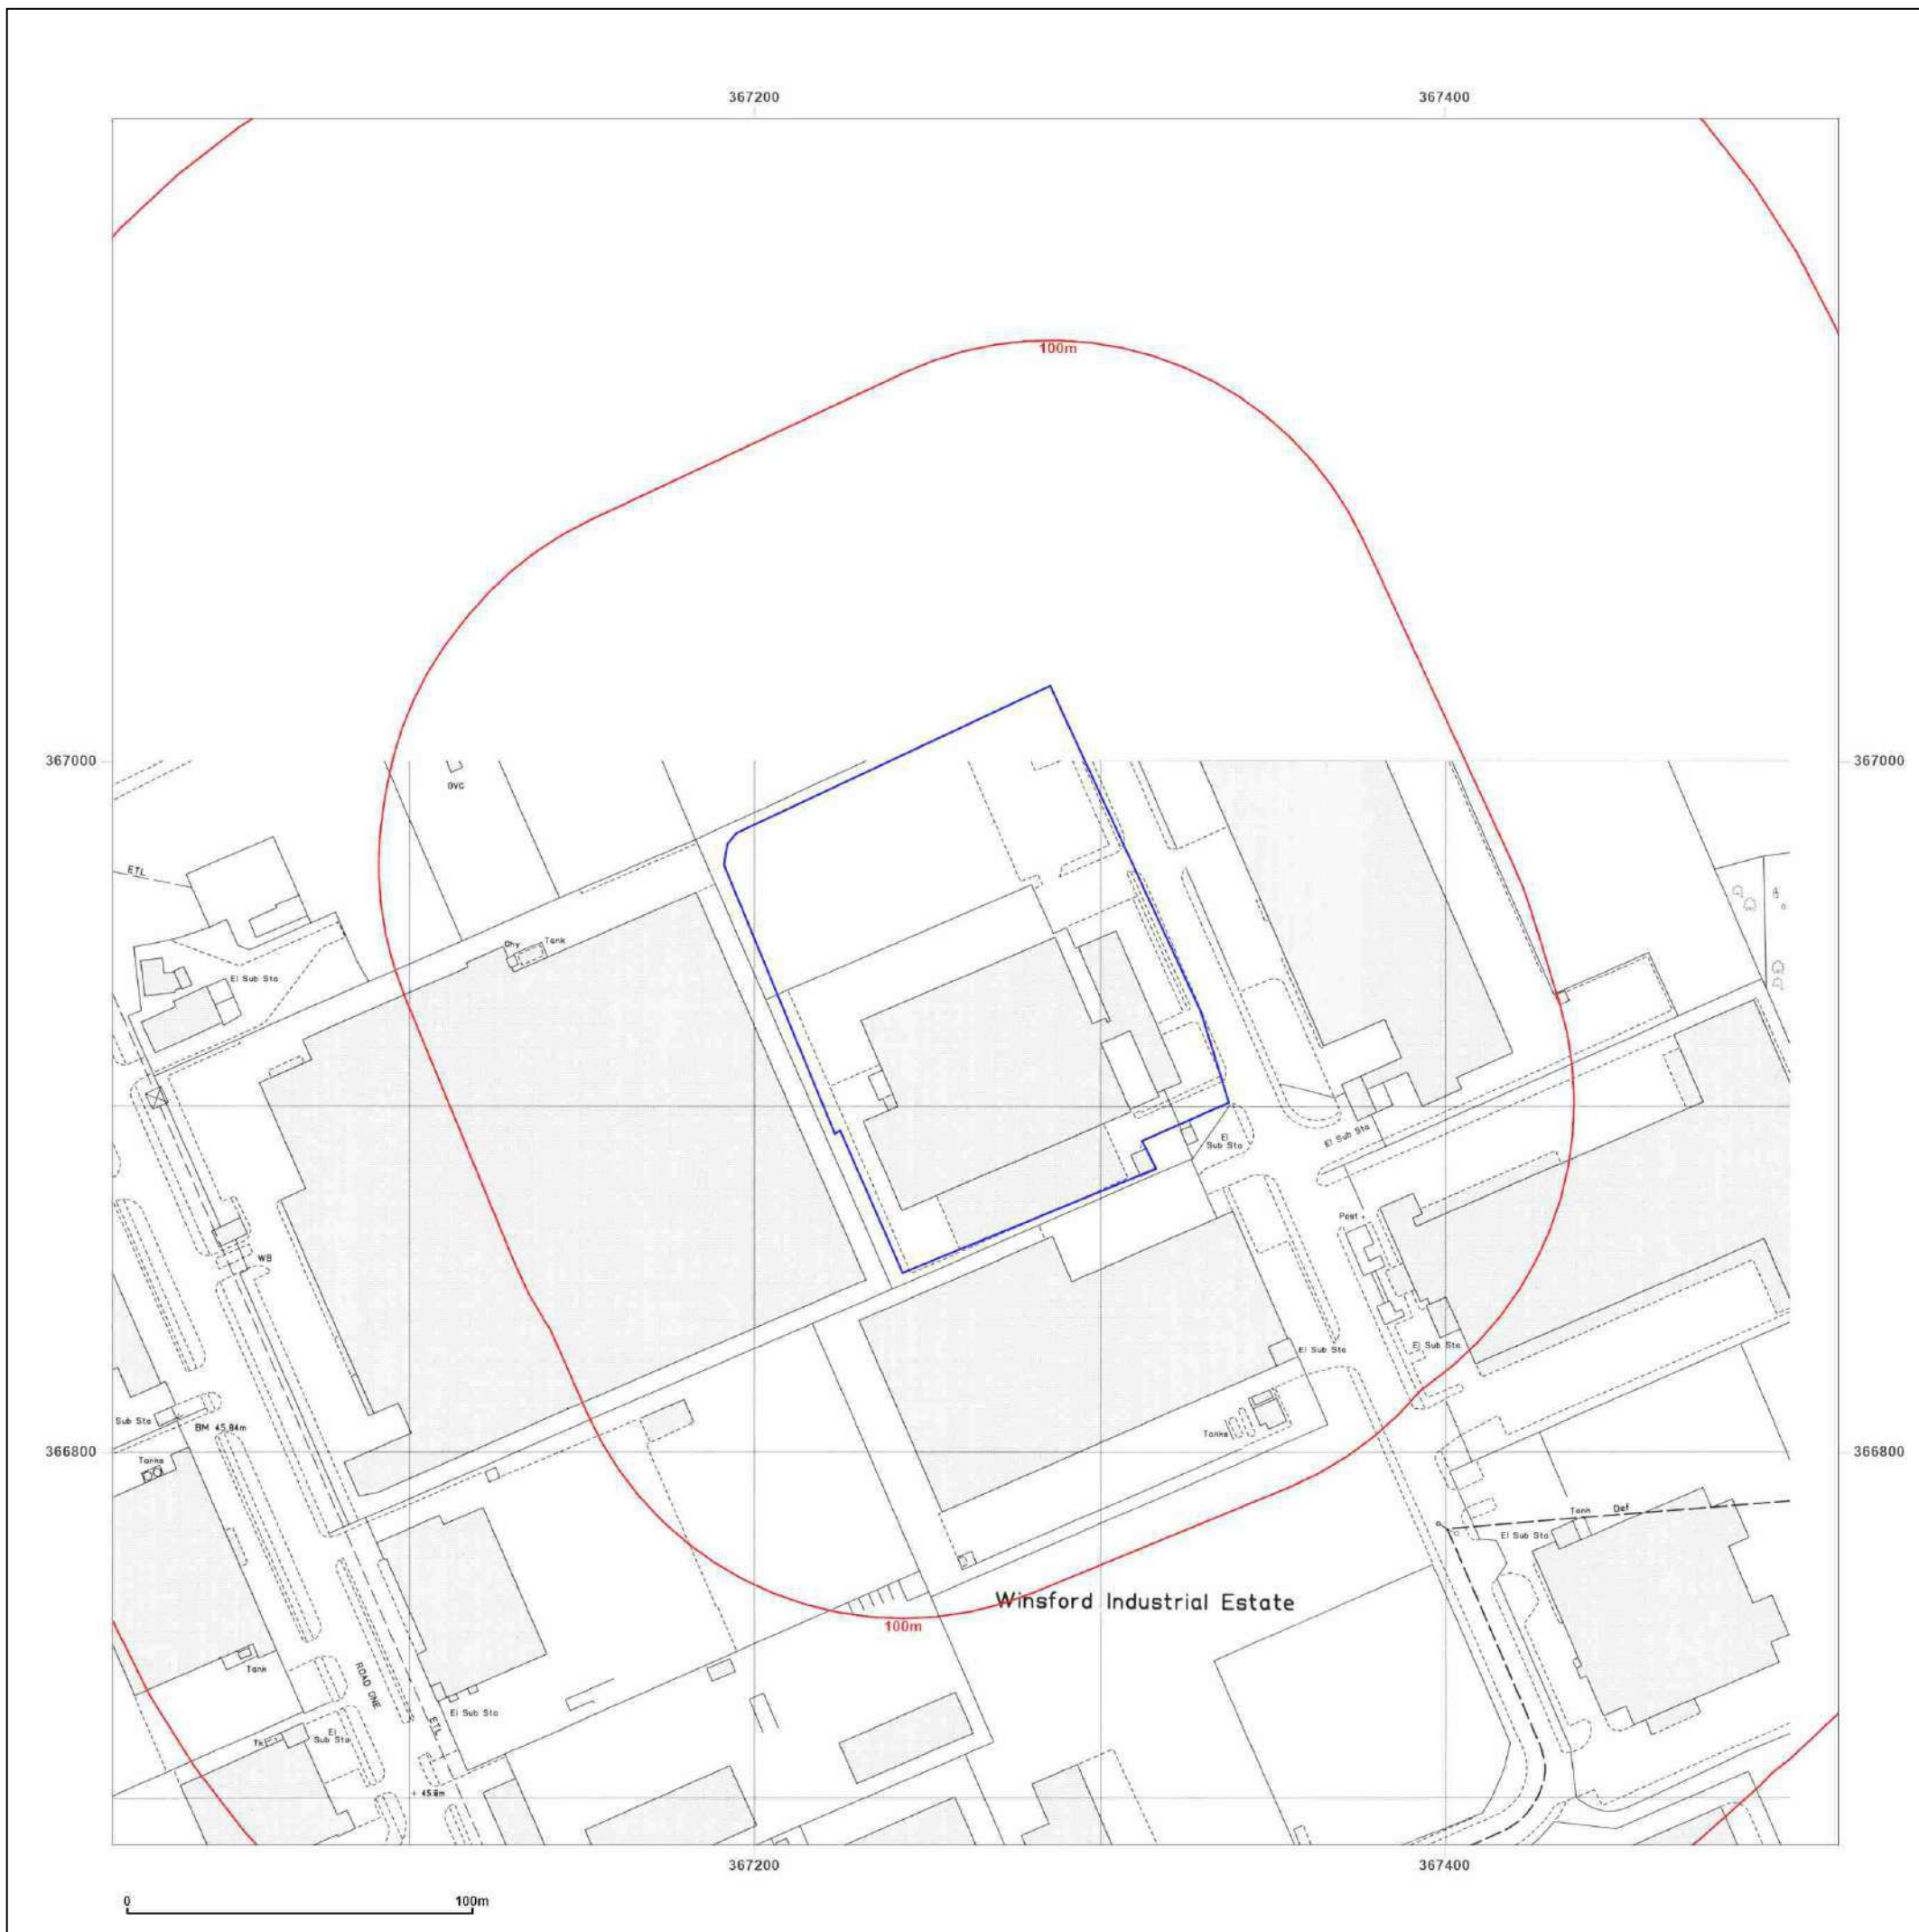 367200
367400
100m
367000
367000
GVC
ETL
El Sub Sta
Chy
Tank
El
Sub Sta
El Sub Sta
Post
WB
El Sub Sta
El Sub Sta
Sub Sta
BM 45.84m
Tanks
Tanks
366800
366800
Tank
Def
El Sub Sta
Winsford Industrial Estate
100m
Tank
ROAD ONE
ETL
El Sub Sta
El
Sub Sta
Tk
+ 45.8m
367200
367400
0
100m